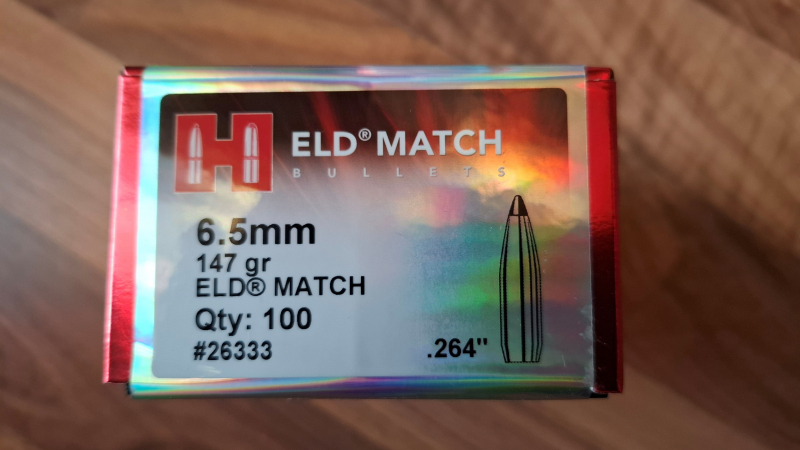 H
ELD® MATCH
BULLETS
6.5mm
147 gr
ELD® MATCH
Qty: 100
#26333
.264"